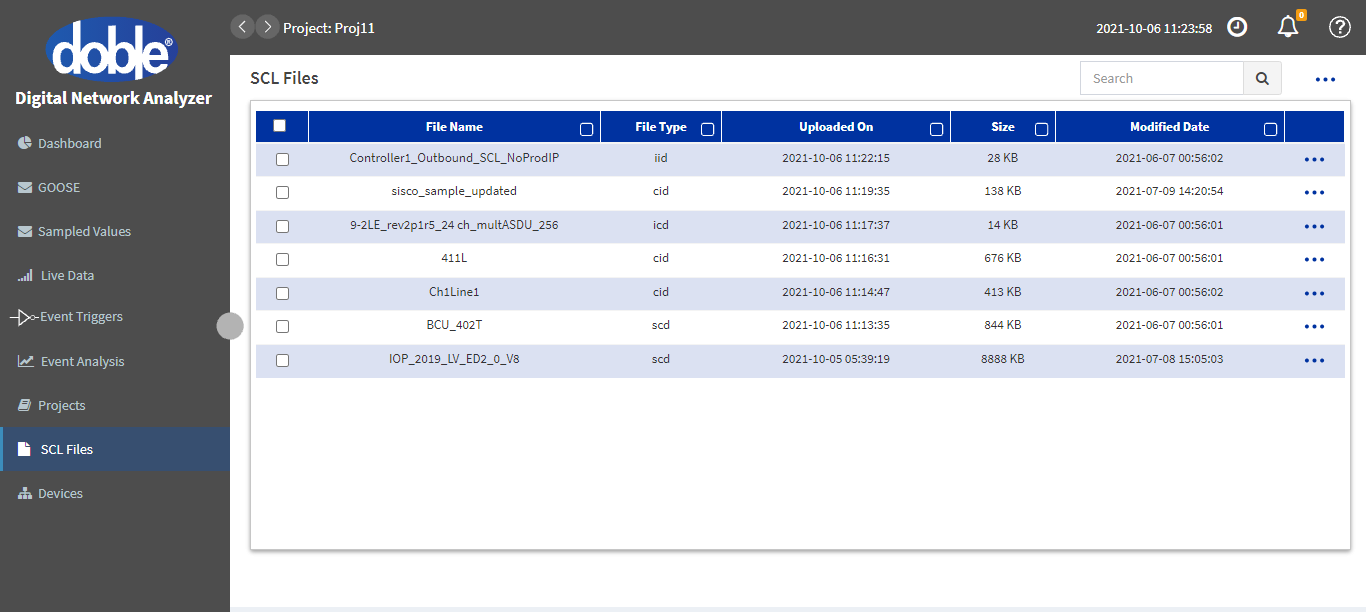 doble®
Digital Network Analyzer
Dashboard
GOOSE
Sampled Values
Live Data
Event Triggers
Event Analysis
Projects
SCL Files
Devices
Project: Proj11
2021-10-06 11:23:58
0
SCL Files
Search
File Name File Type Uploaded On Size Modified Date
Controller1_Outbound_SCL_NoProdIP iid 2021-10-06 11:22:15 28 KB 2021-06-07 00:56:02
sisco_sample_updated cid 2021-10-06 11:19:35 138 KB 2021-07-09 14:20:54
9-2LE_rev2p1r5_24 ch_multASDU_256 icd 2021-10-06 11:17:37 14 KB 2021-06-07 00:56:01
411L cid 2021-10-06 11:16:31 676 KB 2021-06-07 00:56:01
Ch1Line1 cid 2021-10-06 11:14:47 413 KB 2021-06-07 00:56:02
BCU_402T scd 2021-10-06 11:13:35 844 KB 2021-06-07 00:56:01
IOP_2019_LV_ED2_0_V8 scd 2021-10-05 05:39:19 8888 KB 2021-07-08 15:05:03